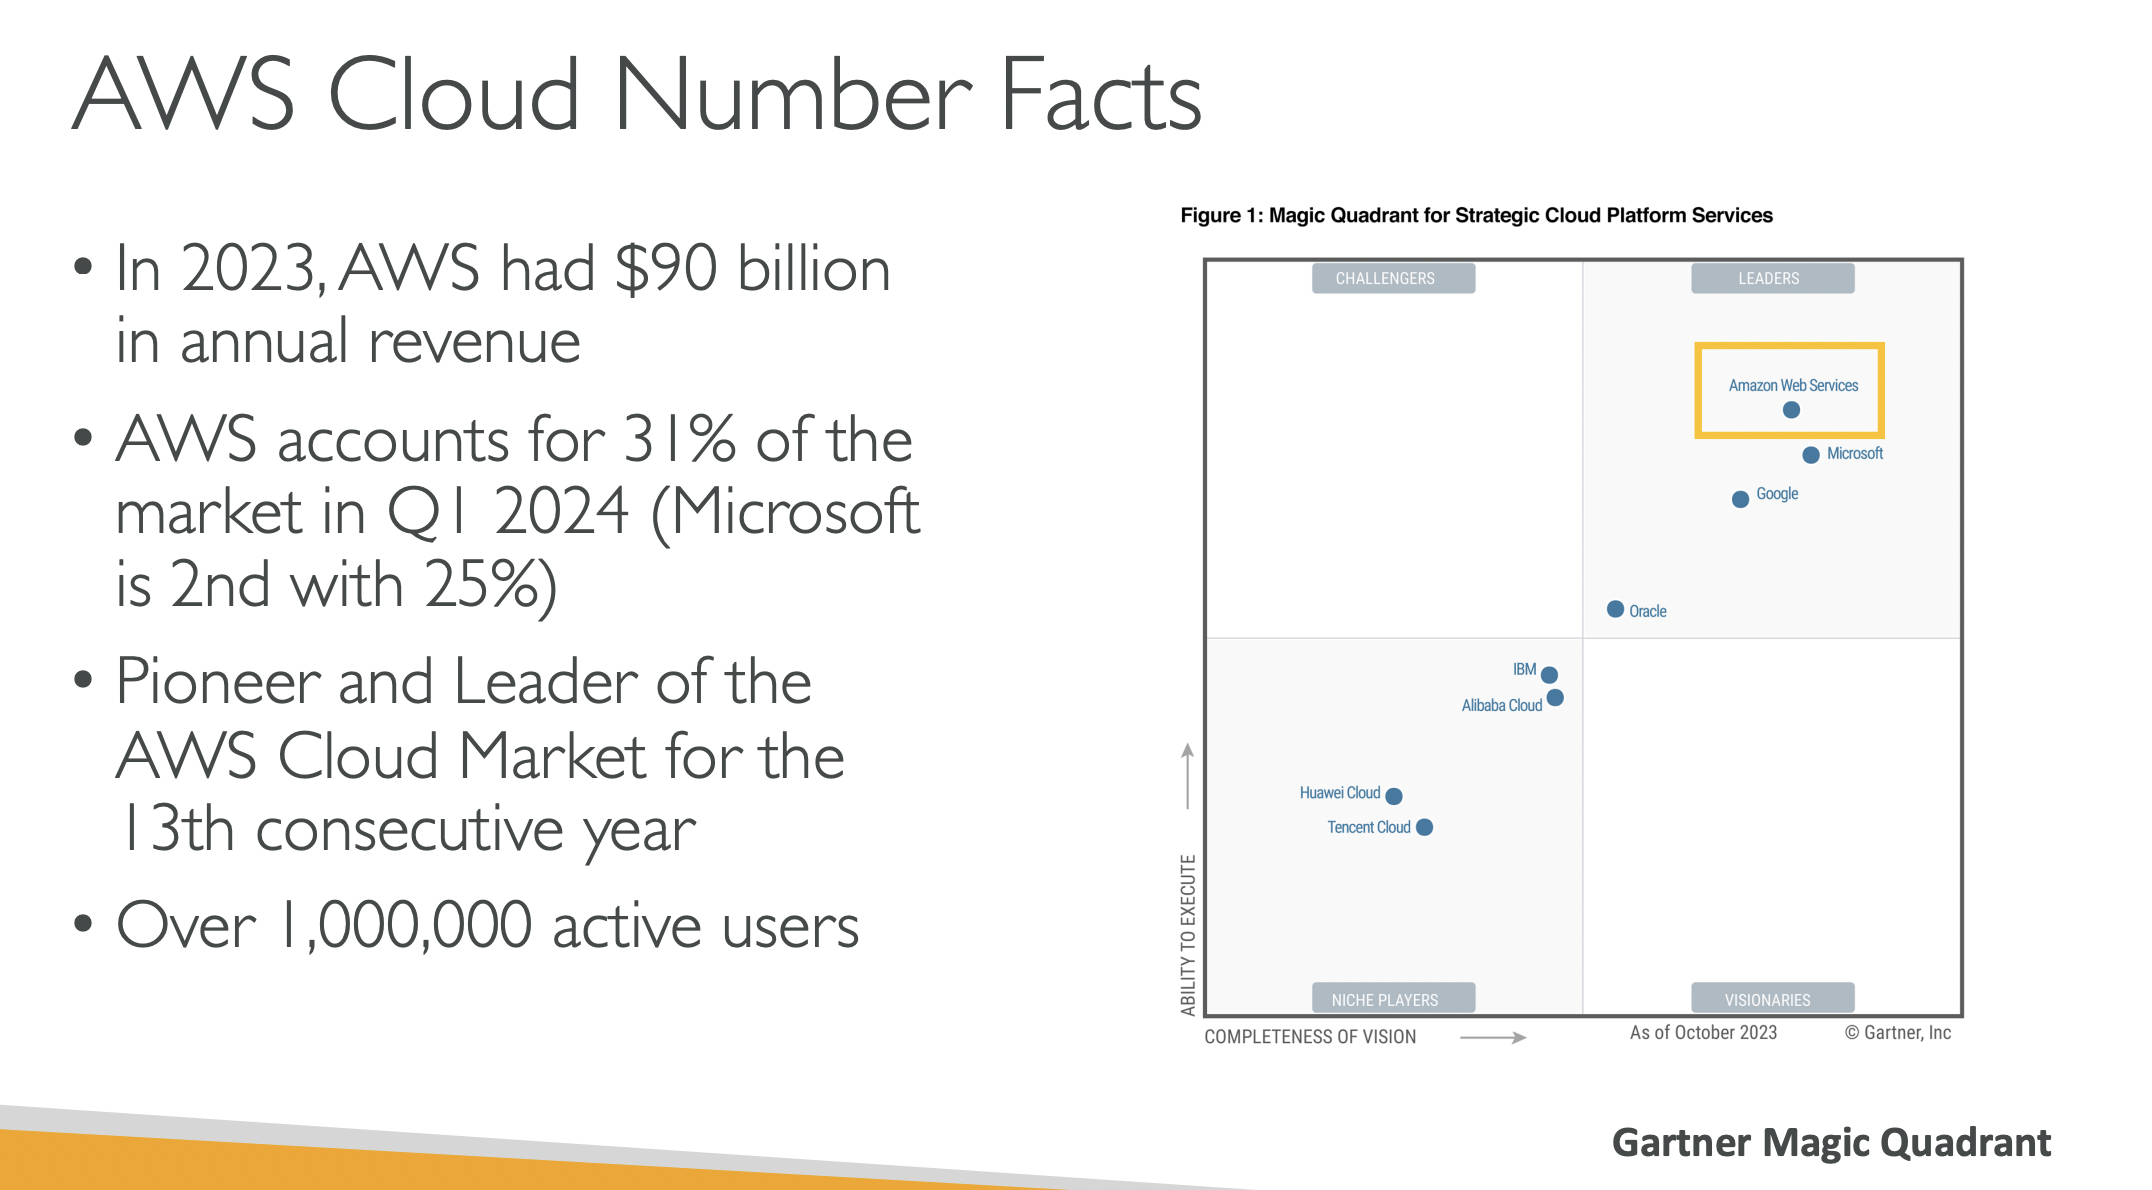 AWS Cloud Number Facts
• In 2023, AWS had $90 billion
in annual revenue
• AWS accounts for 31% of the
market in Q1 2024 (Microsoft
is 2nd with 25%)
• Pioneer and Leader of the
AWS Cloud Market for the
13th consecutive year
• Over 1,000,000 active users
Figure 1: Magic Quadrant for Strategic Cloud Platform Services
CHALLENGERS
LEADERS
Amazon Web Services
Microsoft
Google
Oracle
IBM
Alibaba Cloud
Huawei Cloud
Tencent Cloud
NICHE PLAYERS
VISIONARIES
ABILITY TO EXECUTE
COMPLETENESS OF VISION
As of October 2023
© Gartner, Inc
Gartner Magic Quadrant